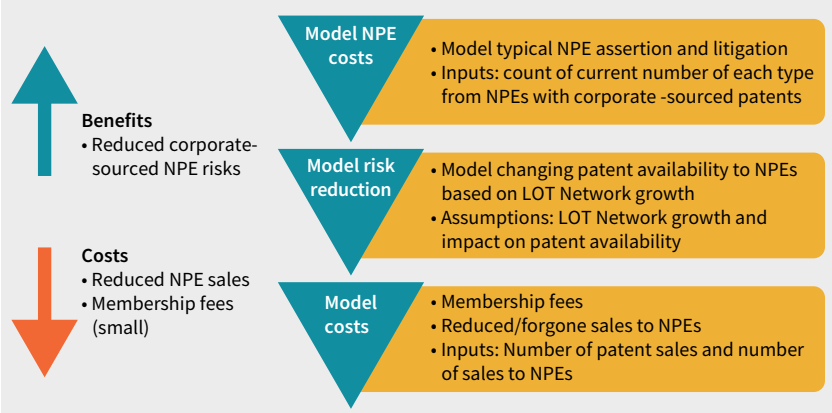 Benefits
• Reduced corporate-
sourced NPE risks
Costs
• Reduced NPE sales
• Membership fees
(small)
Model NPE
costs
• Model typical NPE assertion and litigation
• Inputs: count of current number of each type
from NPEs with corporate -sourced patents
Model risk
reduction
• Model changing patent availability to NPEs
based on LOT Network growth
• Assumptions: LOT Network growth and
impact on patent availability
Model
costs
• Membership fees
• Reduced/forgone sales to NPEs
• Inputs: Number of patent sales and number
of sales to NPEs